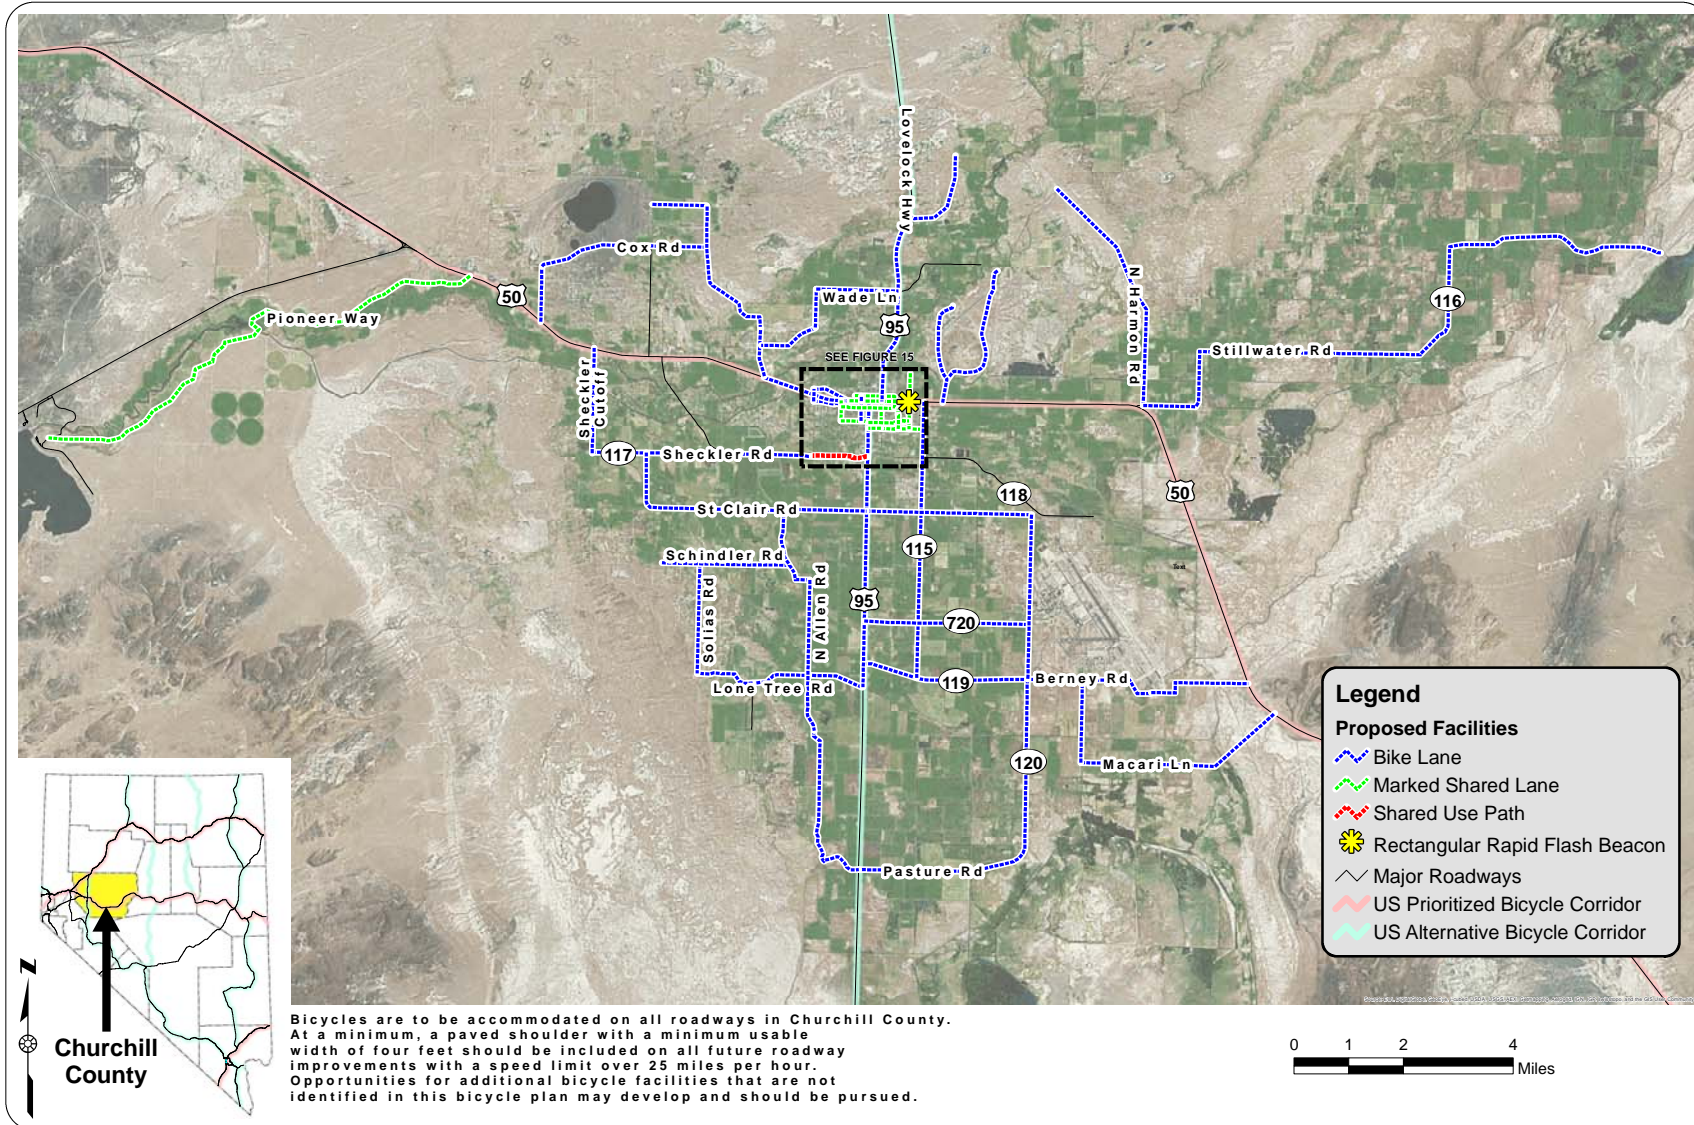 Lovelock Hwy
Cox Rd
N Harmon Rd
50
Wade Ln
116
Pioneer Way
95
Stillwater Rd
SEE FIGURE 15
Sheckler
Cutoff
117
Sheckler Rd
118
50
St Clair Rd
115
Schindler Rd
Text
Solias Rd
N Allen Rd
95
720
Lone Tree Rd
119
Berney Rd
120
Macari Ln
Pasture Rd
Legend
Proposed Facilities
Bike Lane
Marked Shared Lane
Shared Use Path
Rectangular Rapid Flash Beacon
Major Roadways
US Prioritized Bicycle Corridor
US Alternative Bicycle Corridor
N
Churchill
County
Bicycles are to be accommodated on all roadways in Churchill County.
At a minimum, a paved shoulder with a minimum usable
width of four feet should be included on all future roadway
improvements with a speed limit over 25 miles per hour.
Opportunities for additional bicycle facilities that are not
identified in this bicycle plan may develop and should be pursued.
0 1 2 4
Miles